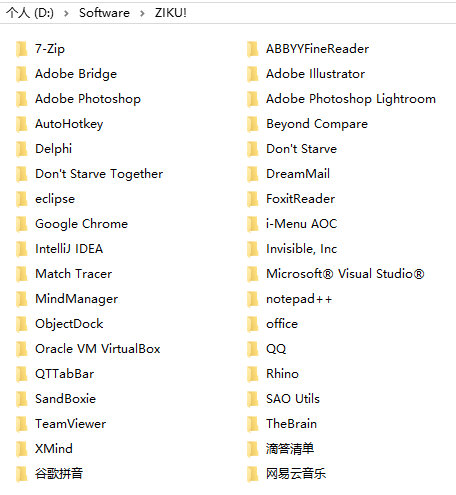 个人 (D:) > Software > ZIKU!
7-Zip
ABBYYFineReader
Adobe Bridge
Adobe Illustrator
Adobe Photoshop
Adobe Photoshop Lightroom
AutoHotkey
Beyond Compare
Delphi
Don't Starve
Don't Starve Together
DreamMail
eclipse
FoxitReader
Google Chrome
i-Menu AOC
IntelliJ IDEA
Invisible, Inc
Match Tracer
Microsoft® Visual Studio®
MindManager
notepad++
ObjectDock
office
Oracle VM VirtualBox
QQ
QTTabBar
Rhino
SandBoxie
SAO Utils
TeamViewer
TheBrain
XMind
滴答清单
谷歌拼音
网易云音乐